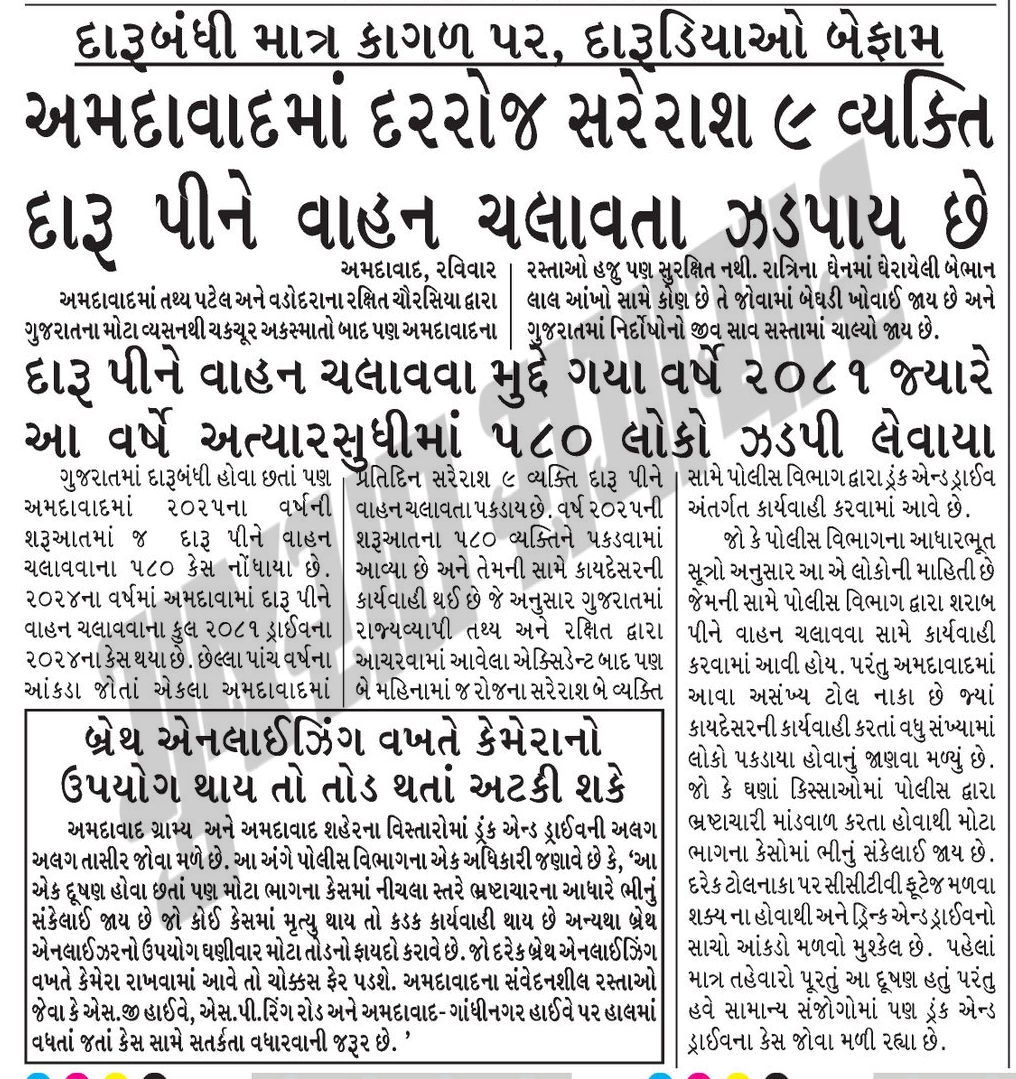 દારૂબંધી માત્ર કાગળ પર, દારૂડિયાઓ બેફામ
અમદાવાદમાં દરરોજ સરેરાશ ૯ વ્યક્તિ
દારૂ પીને વાહન ચલાવતા ઝડપાય છે
અમદાવાદ, રવિવાર
અમદાવાદમાં તથ્ય પટેલ અને વડોદરાના રક્ષિત ચૌરસિયા દ્વારા
ગુજરાતના મોટા વ્યસનથી ચકચૂર અકસ્માતો બાદ પણ અમદાવાદના
રસ્તાઓ હજુ પણ સુરક્ષિત નથી. રાત્રિના ઘેનમાં ઘેરાયેલી બેભાન
લાલ આંખો સામે કોણ છે તે જોવામાં બેઘડી ખોવાઈ જાય છે અને
ગુજરાતમાં નિર્દોષોનો જીવ સાવ સસ્તામાં ચાલ્યો જાય છે.
દારૂ પીને વાહન ચલાવવા મુદ્દે ગયા વર્ષે ૨૦૮૧ જ્યારે
આ વર્ષે અત્યારસુધીમાં ૫૮૦ લોકો ઝડપી લેવાયા
ગુજરાતમાં દારૂબંધી હોવા છતાં પણ
અમદાવાદમાં ૨૦૨૫ના વર્ષની
શરૂઆતમાં જ દારૂ પીને વાહન
ચલાવવાના ૫૮૦ કેસ નોંધાયા છે.
૨૦૨૪ના વર્ષમાં અમદાવામાં દારૂ પીને
વાહન ચલાવવાના કુલ ૨૦૮૧ ડ્રાઈવના
૨૦૨૪ના કેસ થયા છે. છેલ્લા પાંચ વર્ષના
આંકડા જોતાં એકલા અમદાવાદમાં
પ્રતિદિન સરેરાશ ૯ વ્યક્તિ દારૂ પીને
વાહન ચલાવતા પકડાય છે. વર્ષ ૨૦૨૫ની
શરૂઆતના ૫૮૦ વ્યક્તિને પકડવામાં
આવ્યા છે અને તેમની સામે કાયદેસરની
કાર્યવાહી થઈ છે જે અનુસાર ગુજરાતમાં
રાજ્યવ્યાપી તથ્ય અને રક્ષિત દ્વારા
આચરવામાં આવેલા એક્સિડેન્ટ બાદ પણ
બે મહિનામાં જ રોજના સરેરાશ બે વ્યક્તિ
સામે પોલીસ વિભાગ દ્વારા ડ્રંક એન્ડ ડ્રાઈવ
અંતર્ગત કાર્યવાહી કરવામાં આવે છે.
જો કે પોલીસ વિભાગના આધારભૂત
સૂત્રો અનુસાર આ એ લોકોની માહિતી છે
જેમની સામે પોલીસ વિભાગ દ્વારા શરાબ
પીને વાહન ચલાવવા સામે કાર્યવાહી
કરવામાં આવી હોય. પરંતુ અમદાવાદમાં
આવા અસંખ્ય ટોલ નાકા છે જ્યાં
કાયદેસરની કાર્યવાહી કરતાં વધુ સંખ્યામાં
લોકો પકડાયા હોવાનું જાણવા મળ્યું છે.
જો કે ઘણાં કિસ્સાઓમાં પોલીસ દ્વારા
ભ્રષ્ટાચારી માંડવાળ કરતા હોવાથી મોટા
ભાગના કેસોમાં ભીનું સંકેલાઈ જાય છે.
દરેક ટોલનાકા પર સીસીટીવી ફૂટેજ મળવા
શક્ય ના હોવાથી અને ડ્રિન્ક એન્ડ ડ્રાઈવનો
સાચો આંકડો મળવો મુશ્કેલ છે. પહેલાં
માત્ર તહેવારો પૂરતું આ દૂષણ હતું પરંતુ
હવે સામાન્ય સંજોગોમાં પણ ડ્રંક એન્ડ
ડ્રાઈવના કેસ જોવા મળી રહ્યા છે.
બ્રેથ એનલાઈઝિંગ વખતે કેમેરાનો
ઉપયોગ થાય તો તોડ થતાં અટકી શકે
અમદાવાદ ગ્રામ્ય અને અમદાવાદ શહેરના વિસ્તારોમાં ડ્રંક એન્ડ ડ્રાઈવની અલગ
અલગ તાસીર જોવા મળે છે. આ અંગે પોલીસ વિભાગના એક અધિકારી જણાવે છે કે, 'આ
એક દૂષણ હોવા છતાં પણ મોટા ભાગના કેસમાં નીચલા સ્તરે ભ્રષ્ટાચારના આધારે ભીનું
સંકેલાઈ જાય છે જો કોઈ કેસમાં મૃત્યુ થાય તો કડક કાર્યવાહી થાય છે અન્યથા બ્રેથ
એનલાઈઝરનો ઉપયોગ ઘણીવાર મોટા તોડનો ફાયદો કરાવે છે. જો દરેક બ્રેથ એનલાઈઝિંગ
વખતે કેમેરા રાખવામાં આવે તો ચોક્કસ ફેર પડશે. અમદાવાદના સંવેદનશીલ રસ્તાઓ
જેવા કે એસ.જી હાઈવે, એસ.પી.રિંગ રોડ અને અમદાવાદ- ગાંધીનગર હાઈવે પર હાલમાં
વધતાં જતાં કેસ સામે સતર્કતા વધારવાની જરૂર છે. '
ગુજરાત સમાચાર